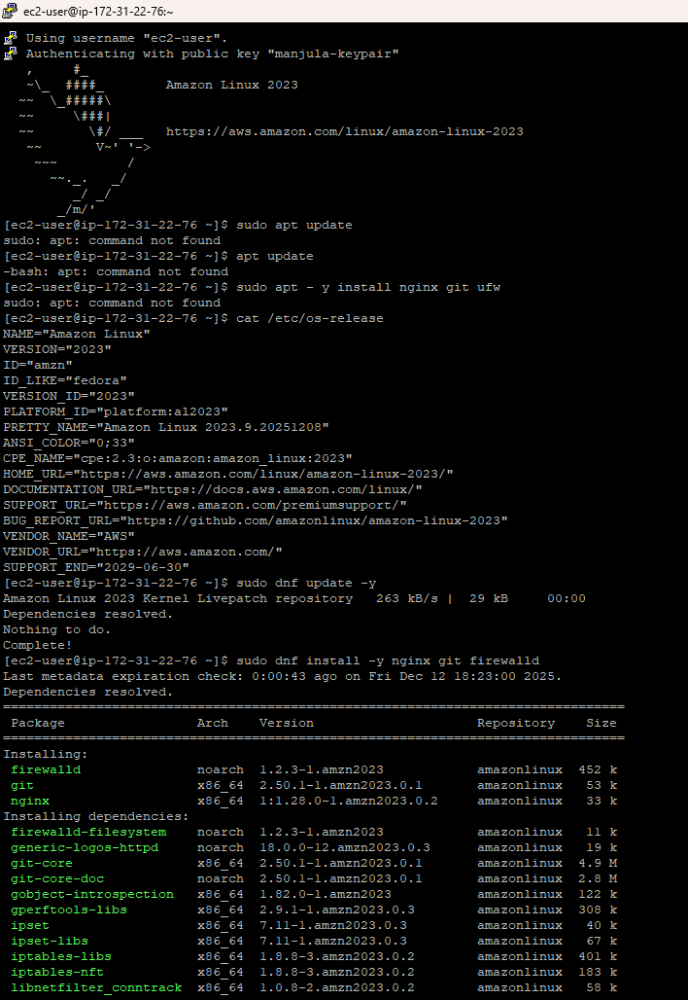 ec2-user@ip-172-31-22-76:~
Using username "ec2-user".
Authenticating with public key "manjula-keypair"
   ,     #_
   ~\_  ####_        Amazon Linux 2023
  ~~  \_#####\
  ~~     \###|
  ~~       \#/ ___   https://aws.amazon.com/linux/amazon-linux-2023
   ~~       V~' '->
    ~~~         /
      ~~._.   _/
         _/ _/
       _/m/'
[ec2-user@ip-172-31-22-76 ~]$ sudo apt update
sudo: apt: command not found
[ec2-user@ip-172-31-22-76 ~]$ apt update
-bash: apt: command not found
[ec2-user@ip-172-31-22-76 ~]$ sudo apt - y install nginx git ufw
sudo: apt: command not found
[ec2-user@ip-172-31-22-76 ~]$ cat /etc/os-release
NAME="Amazon Linux"
VERSION="2023"
ID="amzn"
ID_LIKE="fedora"
VERSION_ID="2023"
PLATFORM_ID="platform:al2023"
PRETTY_NAME="Amazon Linux 2023.9.20251208"
ANSI_COLOR="0;33"
CPE_NAME="cpe:2.3:o:amazon:amazon_linux:2023"
HOME_URL="https://aws.amazon.com/linux/amazon-linux-2023/"
DOCUMENTATION_URL="https://docs.aws.amazon.com/linux/"
SUPPORT_URL="https://aws.amazon.com/premiumsupport/"
BUG_REPORT_URL="https://github.com/amazonlinux/amazon-linux-2023"
VENDOR_NAME="AWS"
VENDOR_URL="https://aws.amazon.com/"
SUPPORT_END="2029-06-30"
[ec2-user@ip-172-31-22-76 ~]$ sudo dnf update -y
Amazon Linux 2023 Kernel Livepatch repository   263 kB/s |  29 kB     00:00
Dependencies resolved.
Nothing to do.
Complete!
[ec2-user@ip-172-31-22-76 ~]$ sudo dnf install -y nginx git firewalld
Last metadata expiration check: 0:00:43 ago on Fri Dec 12 18:23:00 2025.
Dependencies resolved.
================================================================================
 Package                 Arch    Version                     Repository    Size
================================================================================
Installing:
 firewalld               noarch  1.2.3-1.amzn2023            amazonlinux  452 k
 git                     x86_64  2.50.1-1.amzn2023.0.1       amazonlinux   53 k
 nginx                   x86_64  1:1.28.0-1.amzn2023.0.2     amazonlinux   33 k
Installing dependencies:
 firewalld-filesystem    noarch  1.2.3-1.amzn2023            amazonlinux   11 k
 generic-logos-httpd     noarch  18.0.0-12.amzn2023.0.3      amazonlinux   19 k
 git-core                x86_64  2.50.1-1.amzn2023.0.1       amazonlinux  4.9 M
 git-core-doc            noarch  2.50.1-1.amzn2023.0.1       amazonlinux  2.8 M
 gobject-introspection   x86_64  1.82.0-1.amzn2023           amazonlinux  122 k
 gperftools-libs         x86_64  2.9.1-1.amzn2023.0.3        amazonlinux  308 k
 ipset                   x86_64  7.11-1.amzn2023.0.3         amazonlinux   40 k
 ipset-libs              x86_64  7.11-1.amzn2023.0.3         amazonlinux   67 k
 iptables-libs           x86_64  1.8.8-3.amzn2023.0.2        amazonlinux  401 k
 iptables-nft            x86_64  1.8.8-3.amzn2023.0.2        amazonlinux  183 k
 libnetfilter_conntrack  x86_64  1.0.8-2.amzn2023.0.2        amazonlinux   58 k